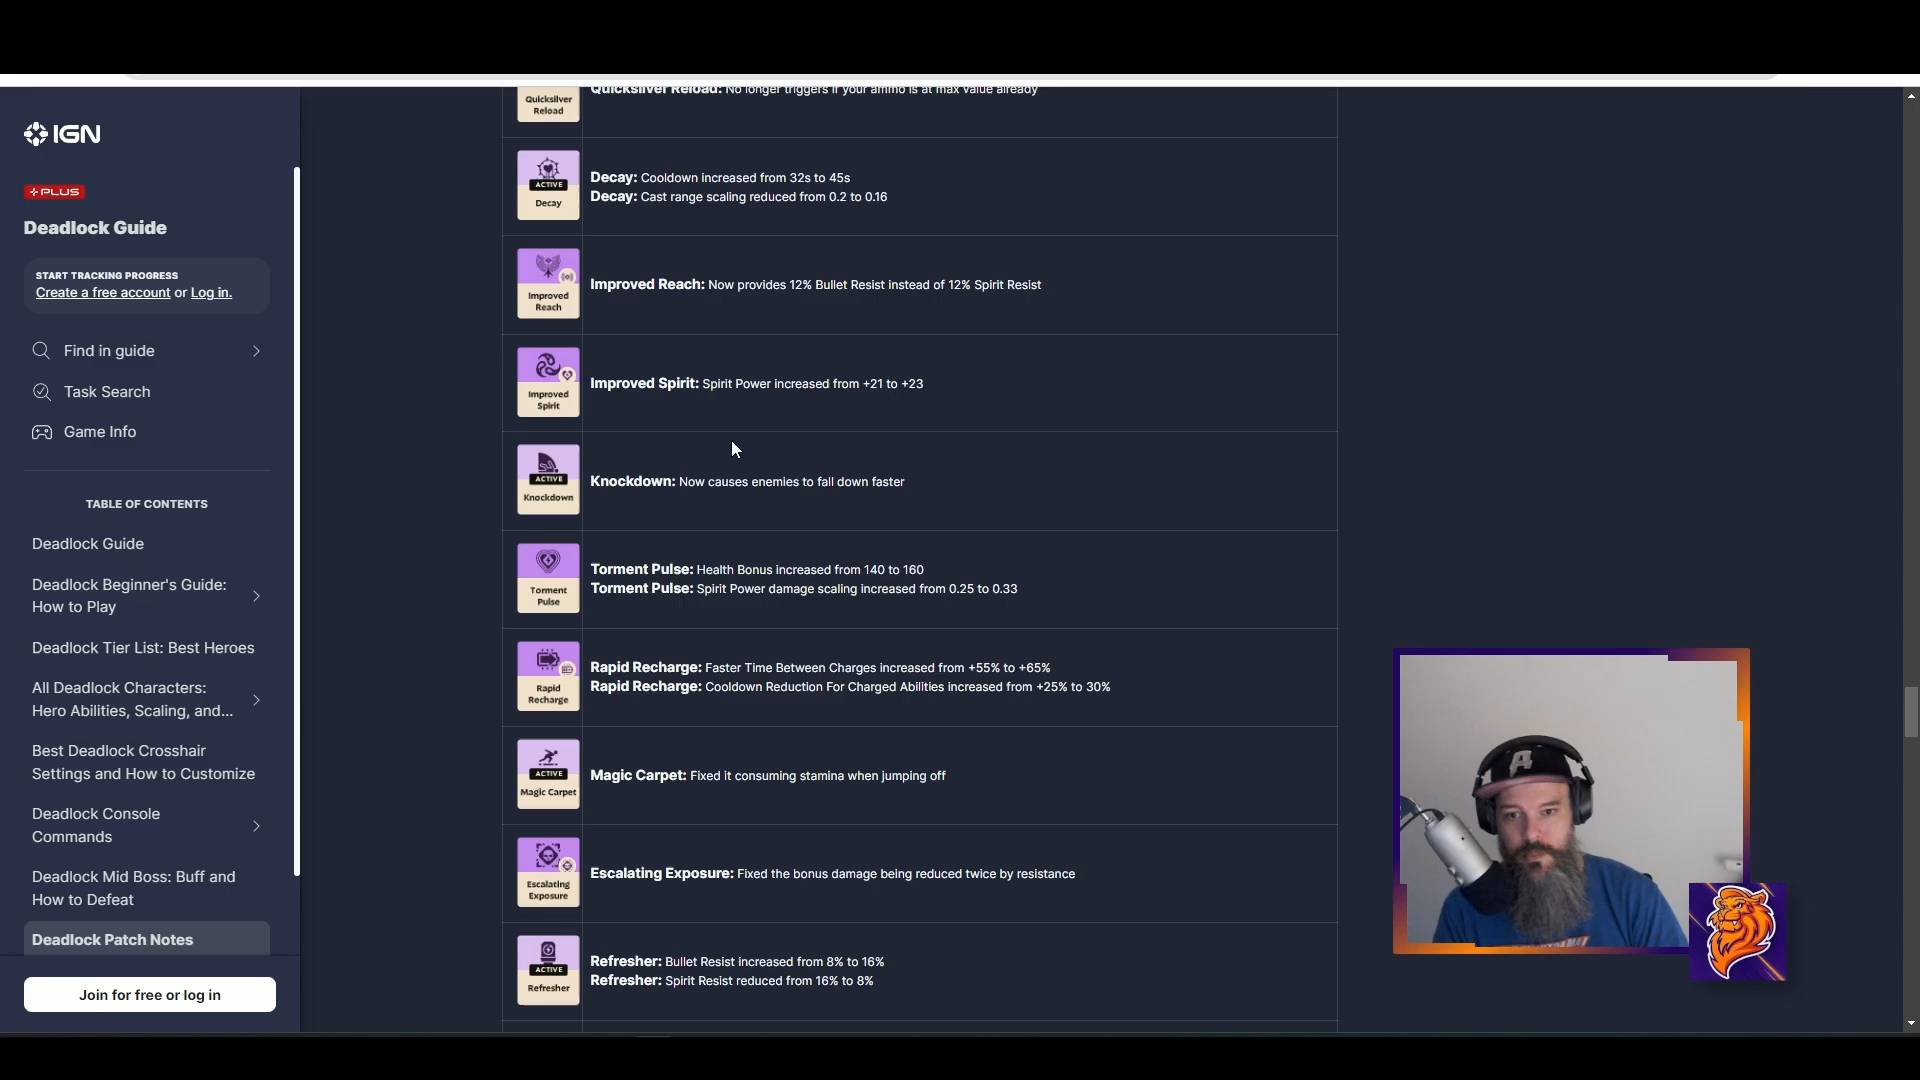 IGN
PLUS
Deadlock Guide
START TRACKING PROGRESS
Create a free account or Log in.
Find in guide
Task Search
Game Info
TABLE OF CONTENTS
Deadlock Guide
Deadlock Beginner's Guide:
How to Play
Deadlock Tier List: Best Heroes
All Deadlock Characters:
Hero Abilities, Scaling, and...
Best Deadlock Crosshair
Settings and How to Customize
Deadlock Console
Commands
Deadlock Mid Boss: Buff and
How to Defeat
Deadlock Patch Notes
Join for free or log in
Quicksilver
Reload
Quicksilver Reload: No longer triggers if your ammo is at max value already
ACTIVE
Decay
Decay: Cooldown increased from 32s to 45s
Decay: Cast range scaling reduced from 0.2 to 0.16
Improved
Reach
Improved Reach: Now provides 12% Bullet Resist instead of 12% Spirit Resist
Improved
Spirit
Improved Spirit: Spirit Power increased from +21 to +23
ACTIVE
Knockdown
Knockdown: Now causes enemies to fall down faster
Torment
Pulse
Torment Pulse: Health Bonus increased from 140 to 160
Torment Pulse: Spirit Power damage scaling increased from 0.25 to 0.33
Rapid
Recharge
Rapid Recharge: Faster Time Between Charges increased from +55% to +65%
Rapid Recharge: Cooldown Reduction For Charged Abilities increased from +25% to 30%
ACTIVE
Magic Carpet
Magic Carpet: Fixed it consuming stamina when jumping off
Escalating
Exposure
Escalating Exposure: Fixed the bonus damage being reduced twice by resistance
ACTIVE
Refresher
Refresher: Bullet Resist increased from 8% to 16%
Refresher: Spirit Resist reduced from 16% to 8%
A